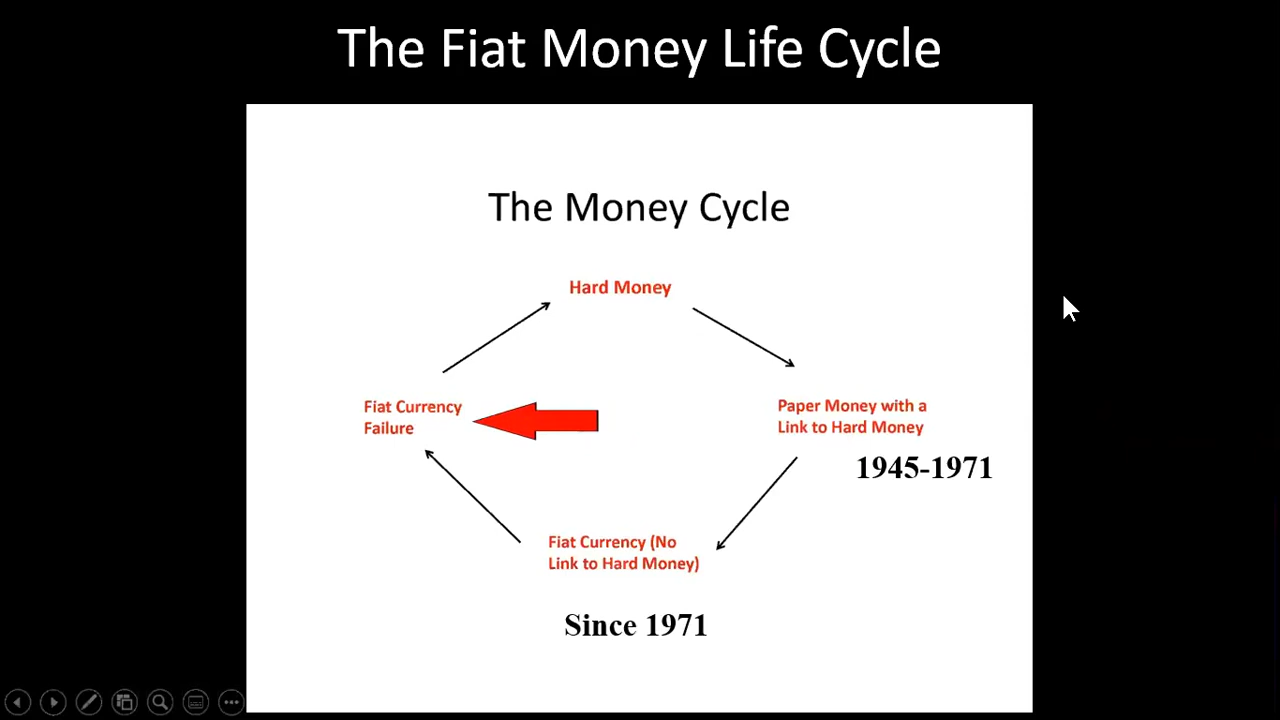 The Fiat Money Life Cycle
The Money Cycle
Hard Money
Fiat Currency
Failure
Paper Money with a
Link to Hard Money
1945-1971
Fiat Currency (No
Link to Hard Money)
Since 1971